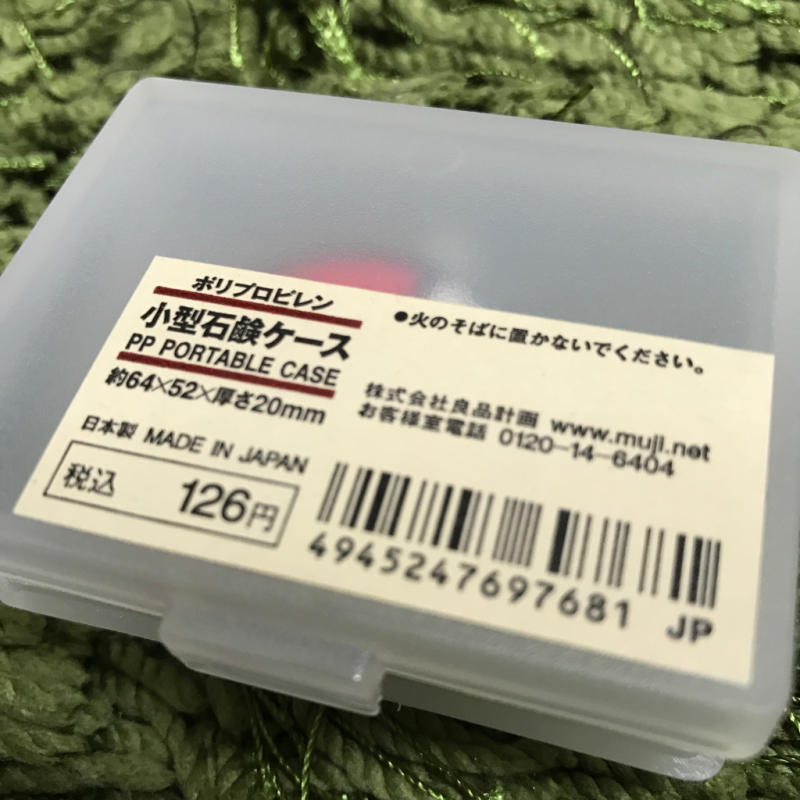 ポリプロピレン
小型石鹸ケース
PP PORTABLE CASE
約64×52×厚さ20mm
日本製 MADE IN JAPAN
税込 126円
●火のそばに置かないでください。
株式会社良品計画 www.muji.net
お客様室電話 0120-14-6404
4945247697681 JP